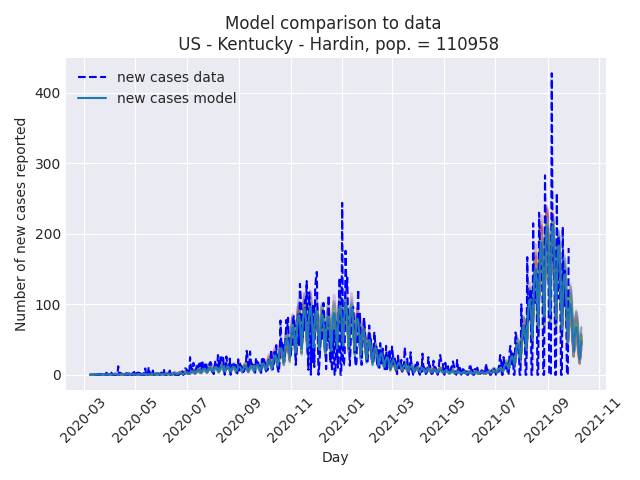 Model comparison to data
US - Kentucky - Hardin, pop. = 110958
new cases data
new cases model
Number of new cases reported
400
300
200
100
0
2020-03
2020-05
2020-07
2020-09
2020-11
2021-01
2021-03
2021-05
2021-07
2021-09
2021-11
Day